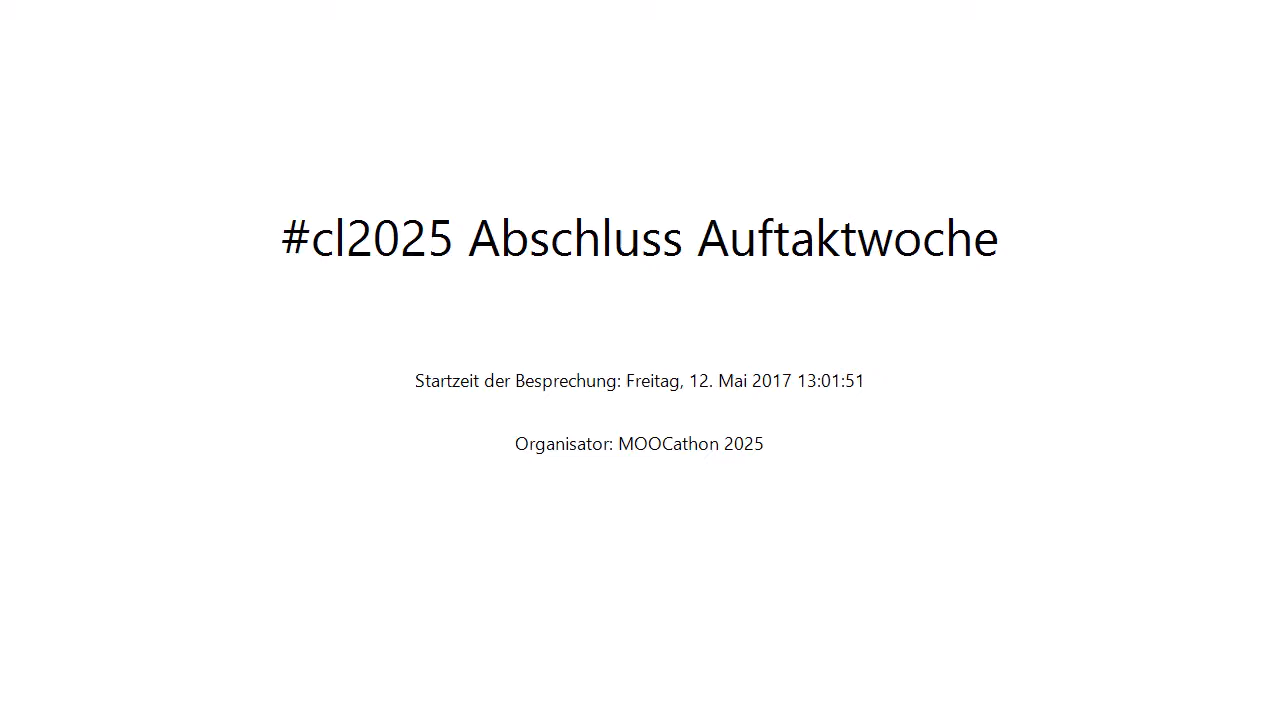 #cl2025 Abschluss Auftaktwoche
Startzeit der Besprechung: Freitag, 12. Mai 2017 13:01:51
Organisator: MOOCathon 2025